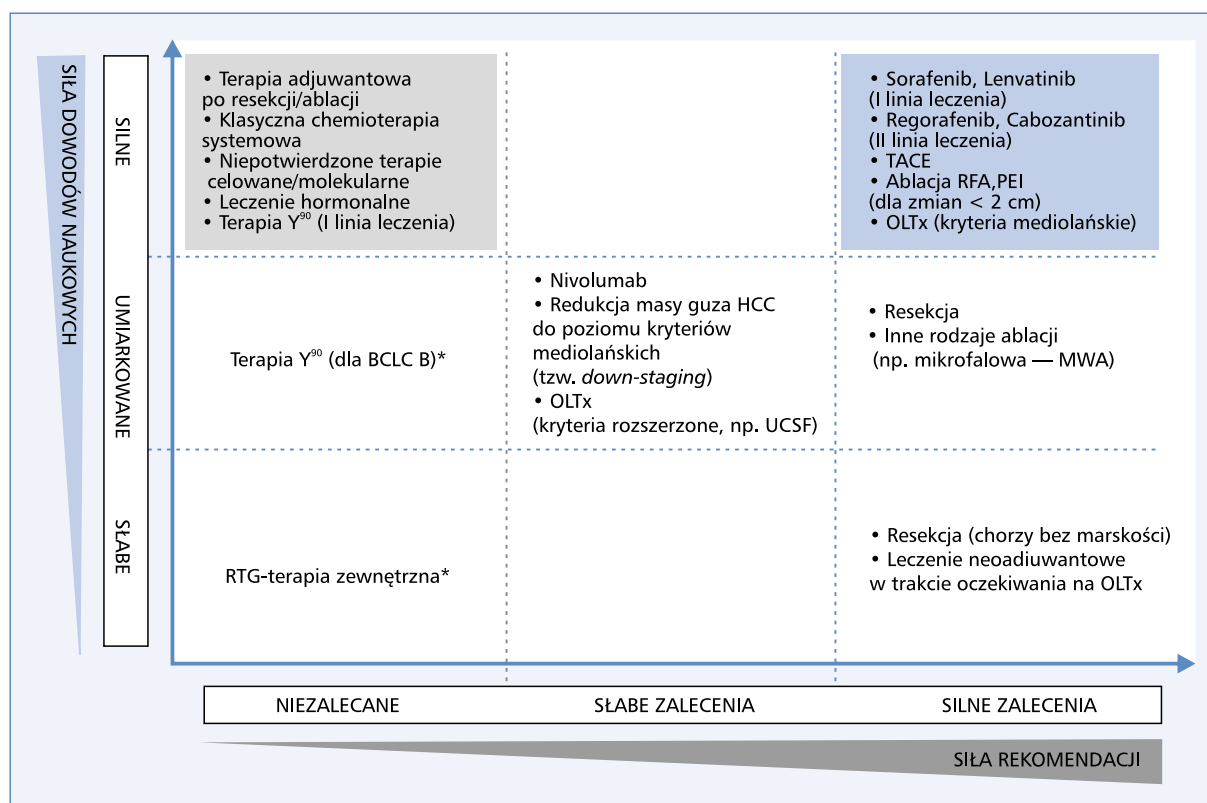 SIŁA DOWODÓW NAUKOWYCH
SILNE
• Terapia adjuwantowa
po resekcji/ablacji
• Klasyczna chemioterapia
systemowa
• Niepotwierdzone terapie
celowane/molekularne
• Leczenie hormonalne
• Terapia Y⁹⁰ (I linia leczenia)
• Sorafenib, Lenvatinib
(I linia leczenia)
• Regorafenib, Cabozantinib
(II linia leczenia)
• TACE
• Ablacja RFA,PEI
(dla zmian < 2 cm)
• OLTx (kryteria mediolańskie)
UMIARKOWANE
Terapia Y⁹⁰ (dla BCLC B)*
• Nivolumab
• Redukcja masy guza HCC
do poziomu kryteriów
mediolańskich
(tzw. down-staging)
• OLTx
(kryteria rozszerzone, np. UCSF)
• Resekcja
• Inne rodzaje ablacji
(np. mikrofalowa — MWA)
SŁABE
RTG-terapia zewnętrzna*
• Resekcja (chorzy bez marskości)
• Leczenie neoadiuwantowe
w trakcie oczekiwania na OLTx
NIEZALECANE
SŁABE ZALECENIA
SILNE ZALECENIA
SIŁA REKOMENDACJI